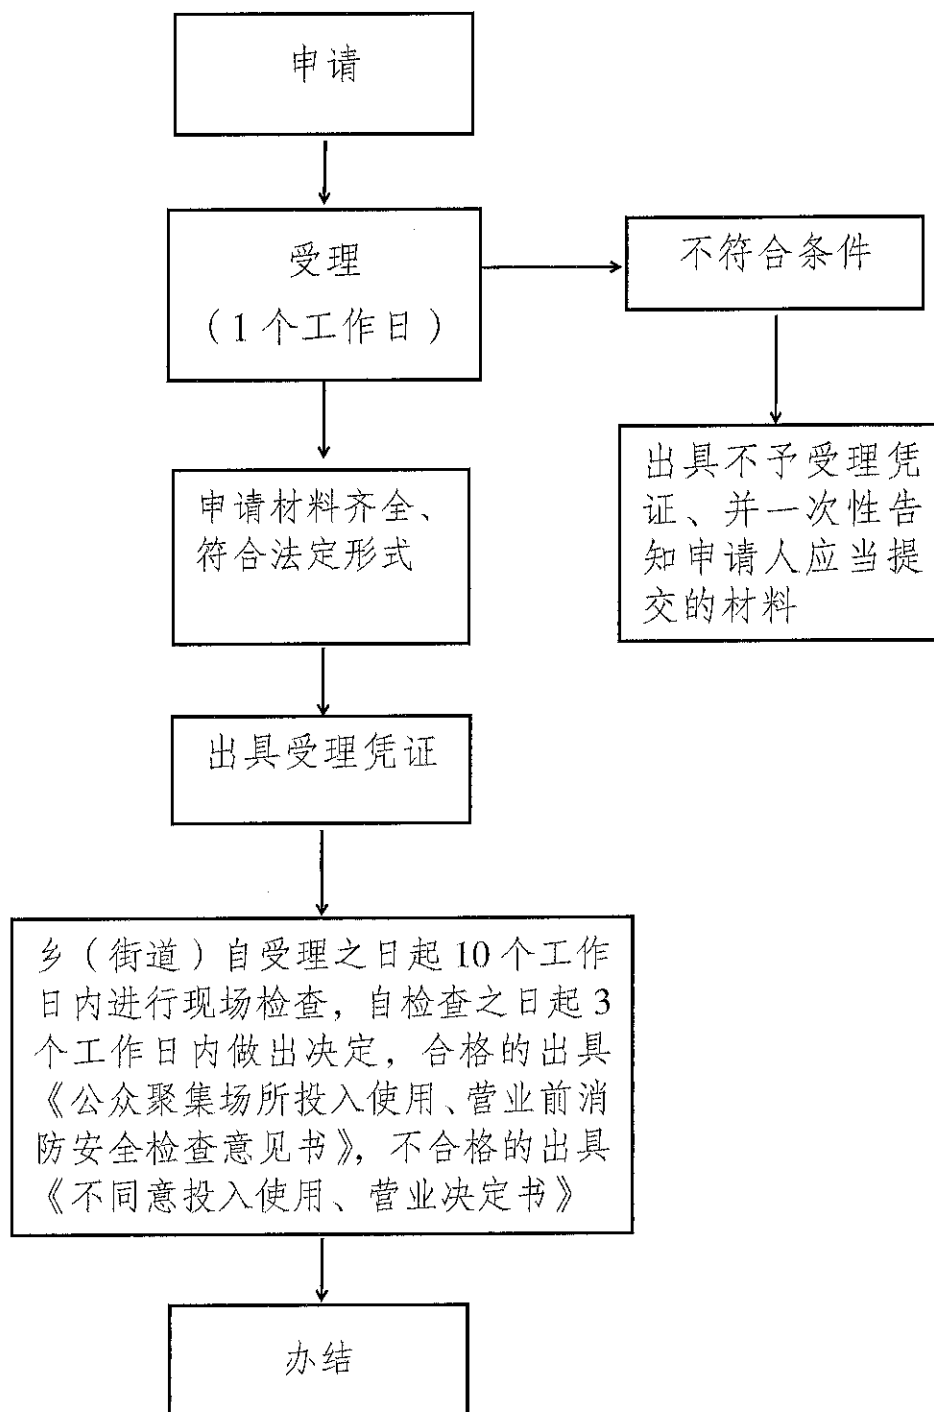 申请
受理
（1个工作日）
不符合条件
申请材料齐全、
符合法定形式
出具不予受理凭
证、并一次性告
知申请人应当提
交的材料
出具受理凭证
乡（街道）自受理之日起10个工作
日内进行现场检查，自检查之日起3
个工作日内做出决定，合格的出具
《公众聚集场所投入使用、营业前消
防安全检查意见书》，不合格的出具
《不同意投入使用、营业决定书》
办结